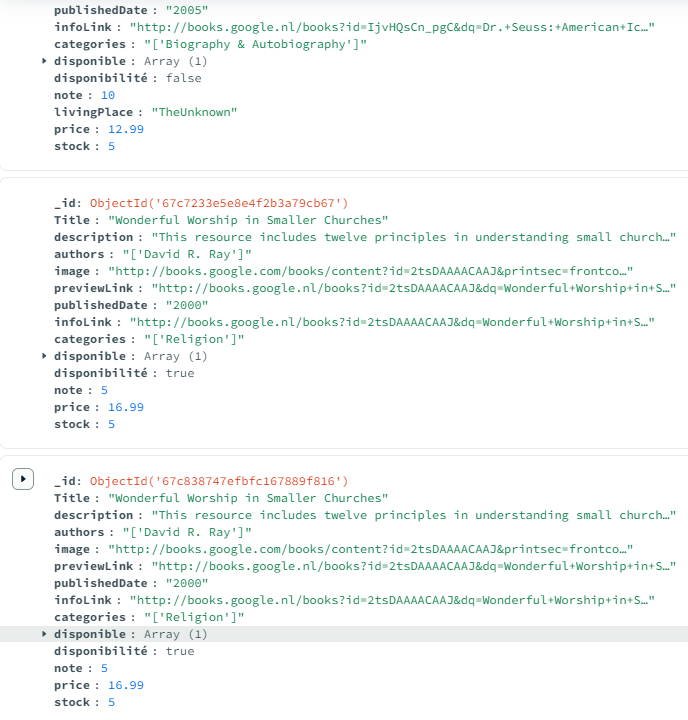 publishedDate : "2005"
infoLink : "http://books.google.nl/books?id=IjvHQsCn_pgC&dq=Dr.+Seuss:+American+Ic…"
categories : "['Biography & Autobiography']"
disponible : Array (1)
disponibilité : false
note : 10
livingPlace : "TheUnknown"
price : 12.99
stock : 5
_id: ObjectId('67c7233e5e8e4f2b3a79cb67')
Title : "Wonderful Worship in Smaller Churches"
description : "This resource includes twelve principles in understanding small church…"
authors : "['David R. Ray']"
image : "http://books.google.com/books/content?id=2tsDAAAACAAJ&printsec=frontco…"
previewLink : "http://books.google.nl/books?id=2tsDAAAACAAJ&dq=Wonderful+Worship+in+S…"
publishedDate : "2000"
infoLink : "http://books.google.nl/books?id=2tsDAAAACAAJ&dq=Wonderful+Worship+in+S…"
categories : "['Religion']"
disponible : Array (1)
disponibilité : true
note : 5
price : 16.99
stock : 5
_id: ObjectId('67c838747efbfc167889f816')
Title : "Wonderful Worship in Smaller Churches"
description : "This resource includes twelve principles in understanding small church…"
authors : "['David R. Ray']"
image : "http://books.google.com/books/content?id=2tsDAAAACAAJ&printsec=frontco…"
previewLink : "http://books.google.nl/books?id=2tsDAAAACAAJ&dq=Wonderful+Worship+in+S…"
publishedDate : "2000"
infoLink : "http://books.google.nl/books?id=2tsDAAAACAAJ&dq=Wonderful+Worship+in+S…"
categories : "['Religion']"
disponible : Array (1)
disponibilité : true
note : 5
price : 16.99
stock : 5